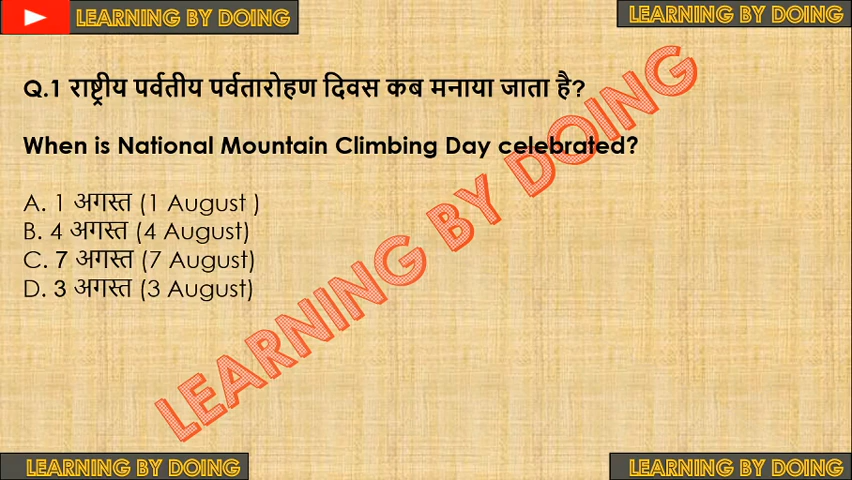 LEARNING BY DOING
LEARNING BY DOING
Q.1 राष्ट्रीय पर्वतीय पर्वतारोहण दिवस कब मनाया जाता है?
When is National Mountain Climbing Day celebrated?
A. 1 अगस्त (1 August )
B. 4 अगस्त (4 August)
C. 7 अगस्त (7 August)
D. 3 अगस्त (3 August)
LEARNING BY DOING
LEARNING BY DOING
LEARNING BY DOING